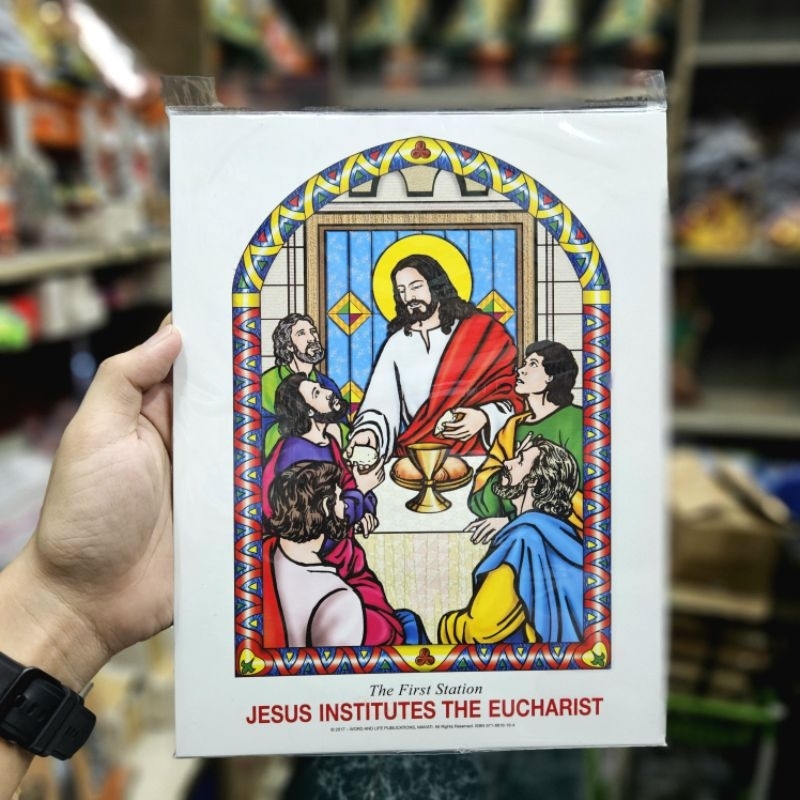 The First Station
JESUS INSTITUTES THE EUCHARIST
© 2017 – WORD AND LIFE PUBLICATIONS, MAKATI. All Rights Reserved.